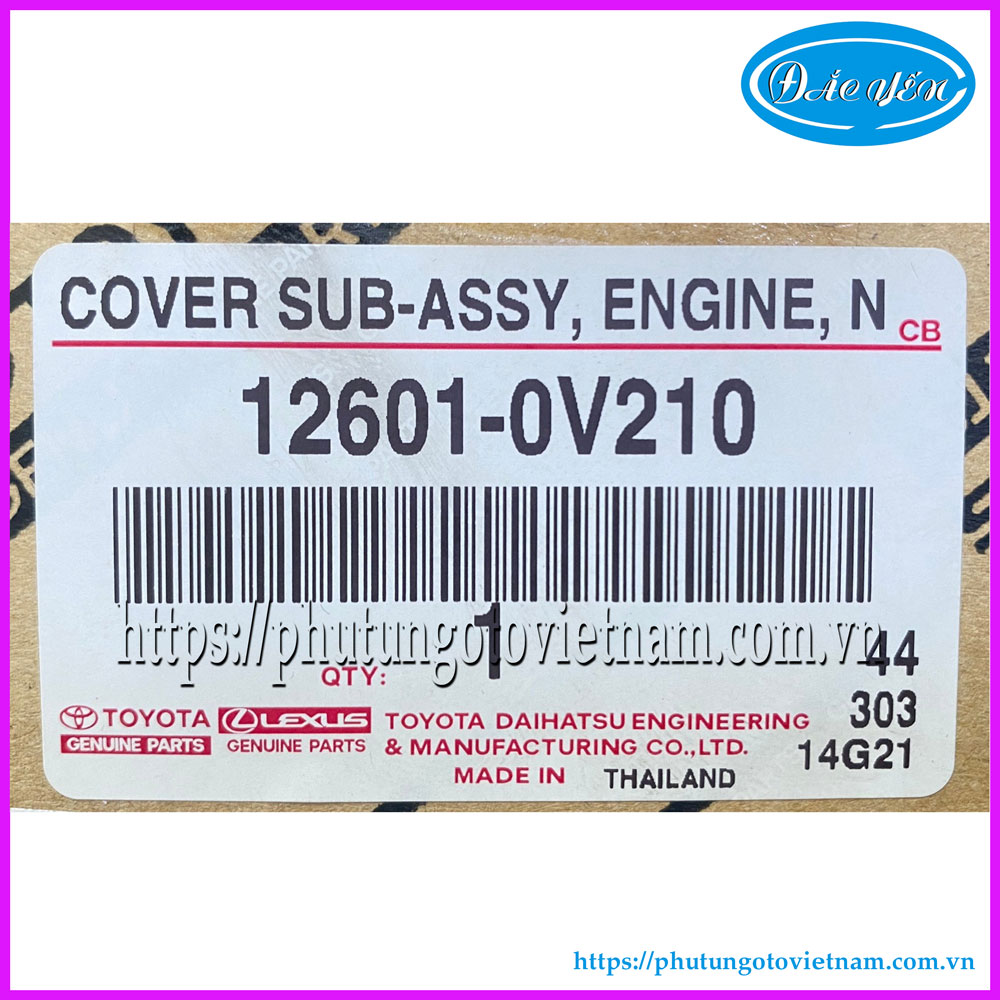 ĐẮC YẾN
COVER SUB-ASSY, ENGINE, N CB
12601-0V210
https://phutungotovietnam.com.vn
QTY: 1
44
303
14G21
TOYOTA
GENUINE PARTS
LEXUS
GENUINE PARTS
TOYOTA DAIHATSU ENGINEERING
& MANUFACTURING CO.,LTD.
MADE IN THAILAND
https://phutungotovietnam.com.vn